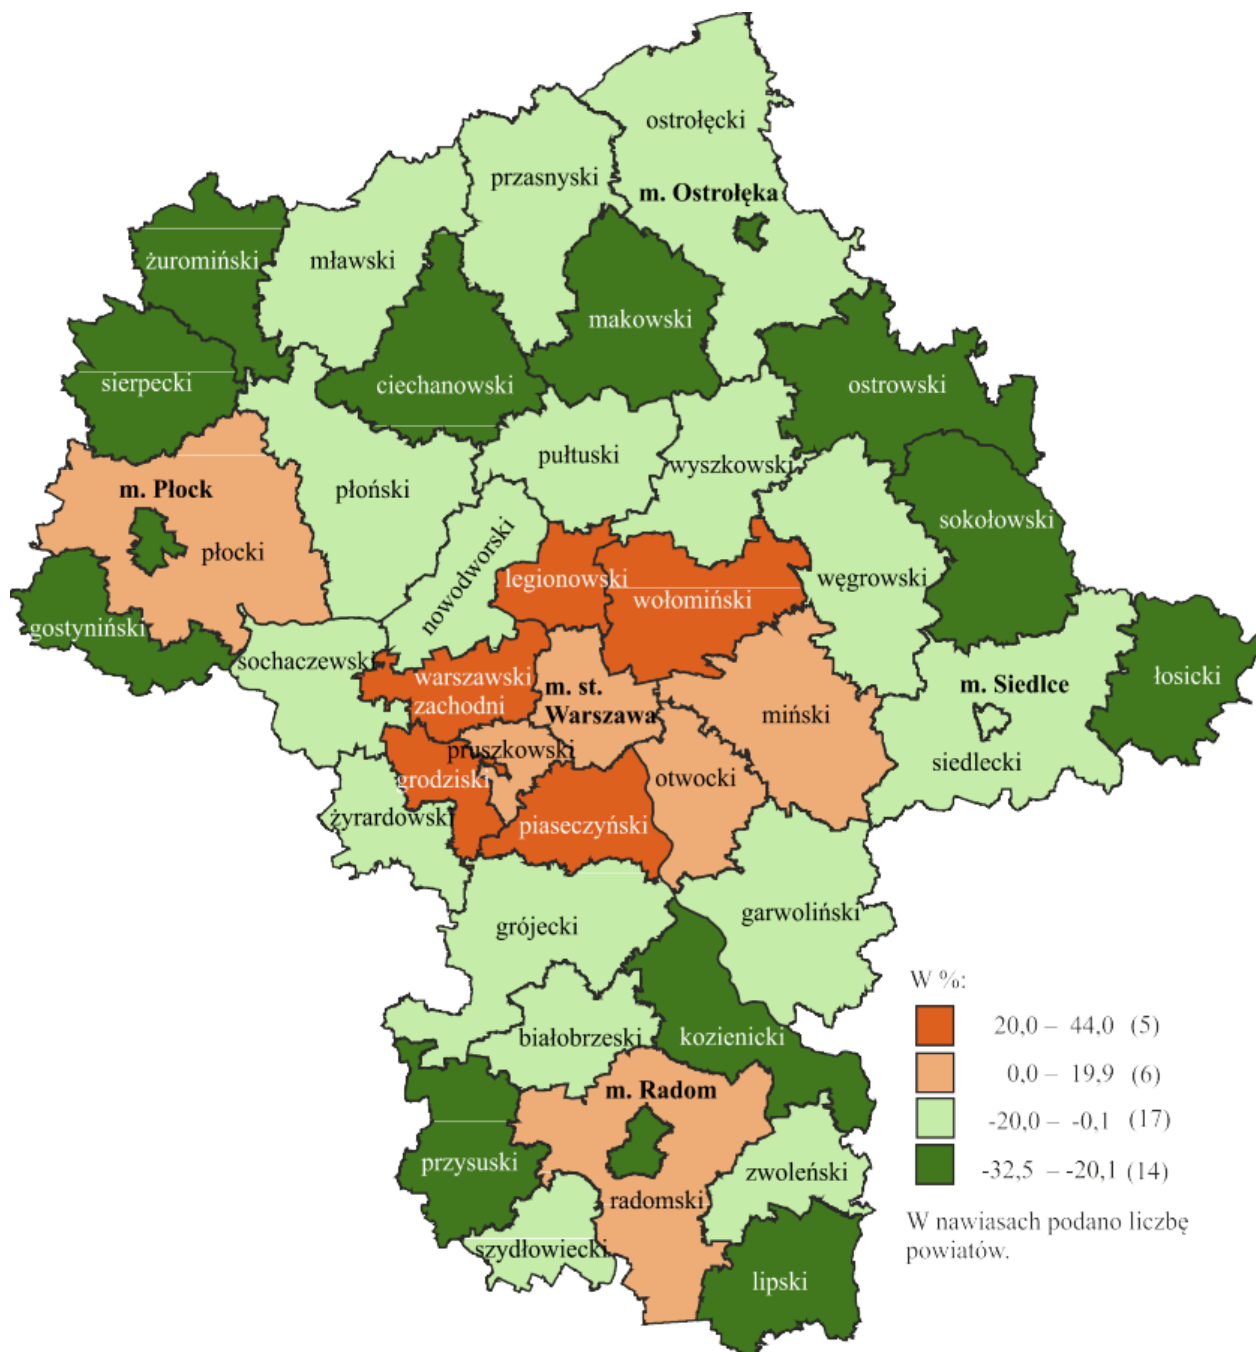 ostrołęcki
przasnyski
m. Ostrołęka
żuromiński
mławski
makowski
sierpecki
ciechanowski
ostrowski
pułtuski
wyszkowski
m. Płock
płoński
sokołowski
nowodworski
płocki
legionowski
wołomiński
węgrowski
gostyniński
sochaczewski
warszawski
zachodni
m. st.
Warszawa
m. Siedlce
łosicki
miński
pruszkowski
grodziski
otwocki
siedlecki
żyrardowski
piaseczyński
garwoliński
grójecki
białobrzeski
kozienicki
m. Radom
przysuski
zwoleński
radomski
szydłowiecki
lipski
W %:
20,0 – 44,0 (5)
0,0 – 19,9 (6)
-20,0 – -0,1 (17)
-32,5 – -20,1 (14)
W nawiasach podano liczbę
powiatów.